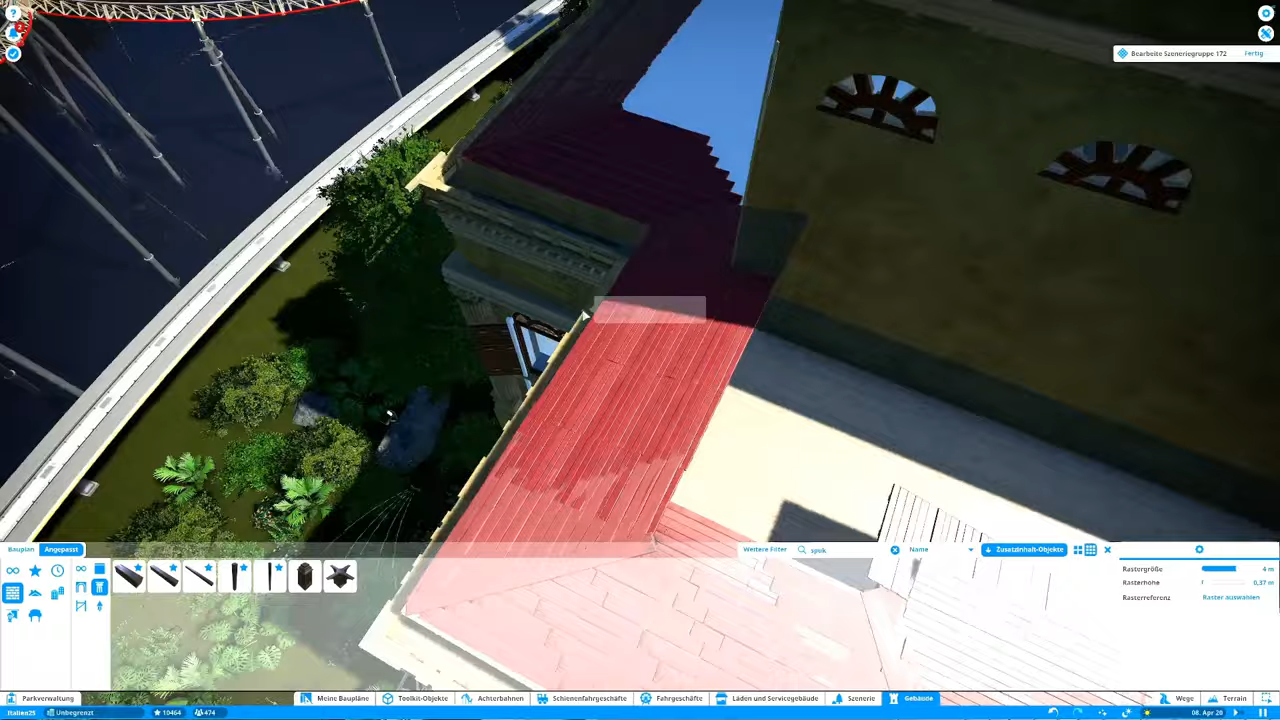 Bearbeite Szeneriegruppe 172 Fertig
Bauplan Angepasst Weitere Filter spok Name Zusatzinhalt-Objekte
Rastergröße 4 m
Rasterhöhe 0,37 m
Rasterreferenz Raster auswählen
Parkverwaltung Meine Baupläne Toolkit-Objekte Achterbahnen Schienenfahrgeschäfte Fahrgeschäfte Läden und Servicegebäude Szenerie Gebäude Wege Terrain
Italien25 Unbegrenzt 10464 474 08. Apr 20